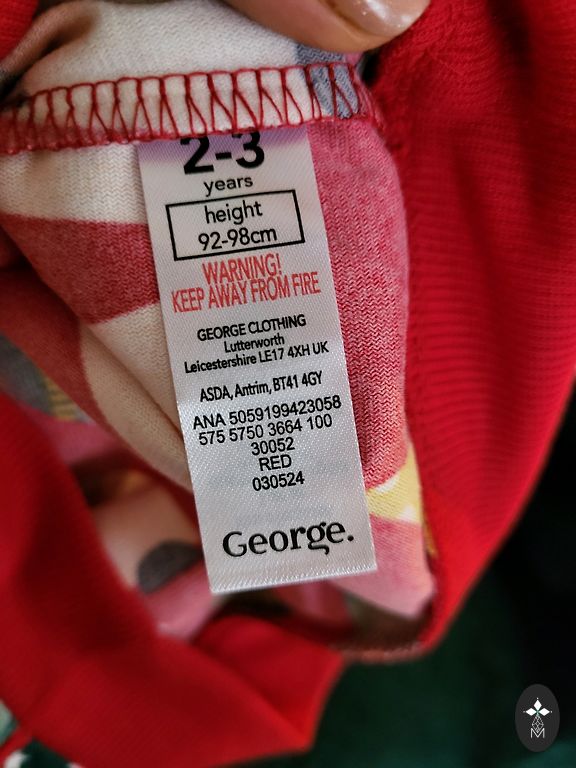 2-3
years
height
92-98cm
WARNING!
KEEP AWAY FROM FIRE
GEORGE CLOTHING
Lutterworth
Leicestershire LE17 4XH UK
ASDA, Antrim, BT41 4GY
ANA 5059199423058
575 5750 3664 100
30052
RED
030524
George.
M